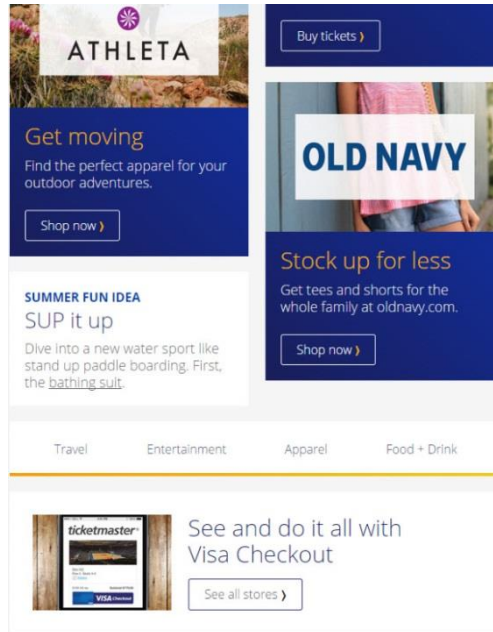 ATHLETA
Get moving
Find the perfect apparel for your
outdoor adventures.
Shop now ❭
SUMMER FUN IDEA
SUP it up
Dive into a new water sport like
stand up paddle boarding. First,
the bathing suit.
Buy tickets ❭
OLD NAVY
Stock up for less
Get tees and shorts for the
whole family at oldnavy.com.
Shop now ❭
Travel Entertainment Apparel Food + Drink
ticketmaster
VISA Checkout
See and do it all with
Visa Checkout
See all stores ❭